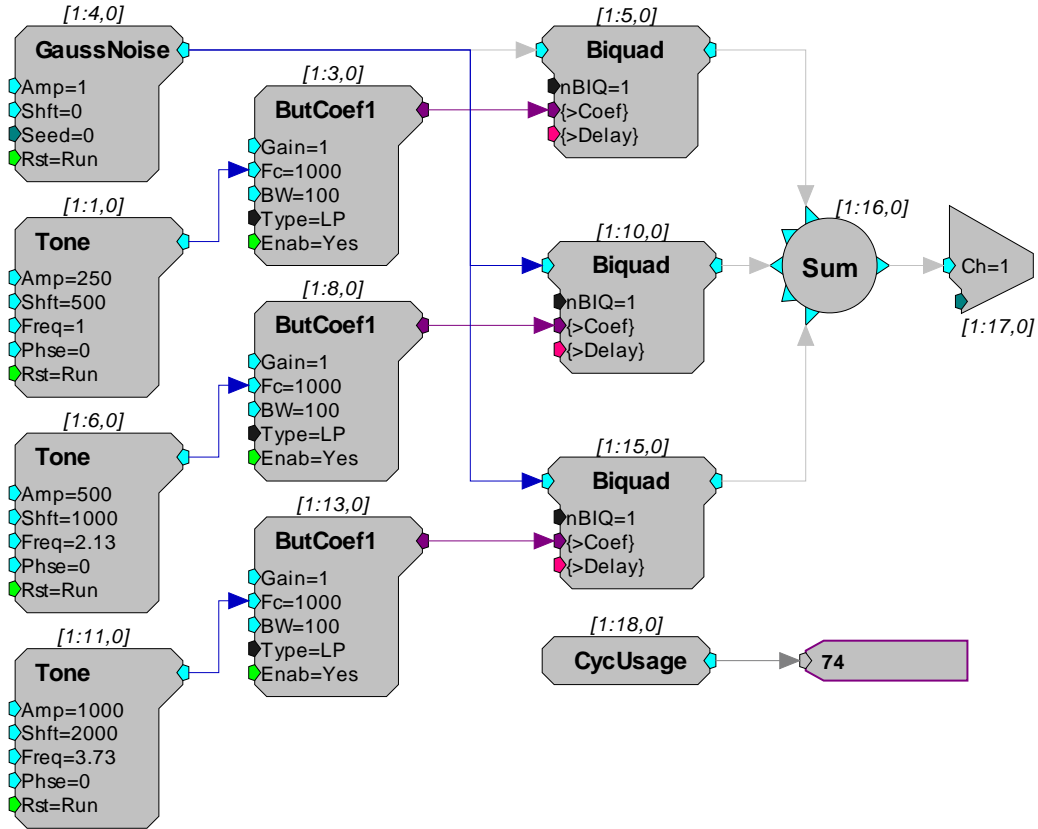 [1:4,0]
GaussNoise
Amp=1
Shft=0
Seed=0
Rst=Run
[1:1,0]
Tone
Amp=250
Shft=500
Freq=1
Phse=0
Rst=Run
[1:6,0]
Tone
Amp=500
Shft=1000
Freq=2.13
Phse=0
Rst=Run
[1:11,0]
Tone
Amp=1000
Shft=2000
Freq=3.73
Phse=0
Rst=Run
[1:3,0]
ButCoef1
Gain=1
Fc=1000
BW=100
Type=LP
Enab=Yes
[1:8,0]
ButCoef1
Gain=1
Fc=1000
BW=100
Type=LP
Enab=Yes
[1:13,0]
ButCoef1
Gain=1
Fc=1000
BW=100
Type=LP
Enab=Yes
[1:5,0]
Biquad
nBIQ=1
{>Coef}
{>Delay}
[1:10,0]
Biquad
nBIQ=1
{>Coef}
{>Delay}
[1:15,0]
Biquad
nBIQ=1
{>Coef}
{>Delay}
[1:18,0]
CycUsage
74
[1:16,0]
Sum
Ch=1
[1:17,0]